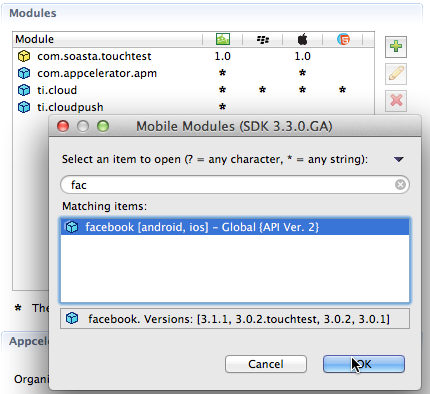 Modules
Module
com.soasta.touchtest 1.0 1.0
com.appcelerator.apm *
ti.cloud * * * *
ti.cloudpush *
Mobile Modules (SDK 3.3.0.GA)
Select an item to open (? = any character, * = any string):
fac
Matching items:
facebook [android, ios] – Global {API Ver. 2}
* The
facebook. Versions: [3.1.1, 3.0.2.touchtest, 3.0.2, 3.0.1]
Appcele
Cancel OK
Organi